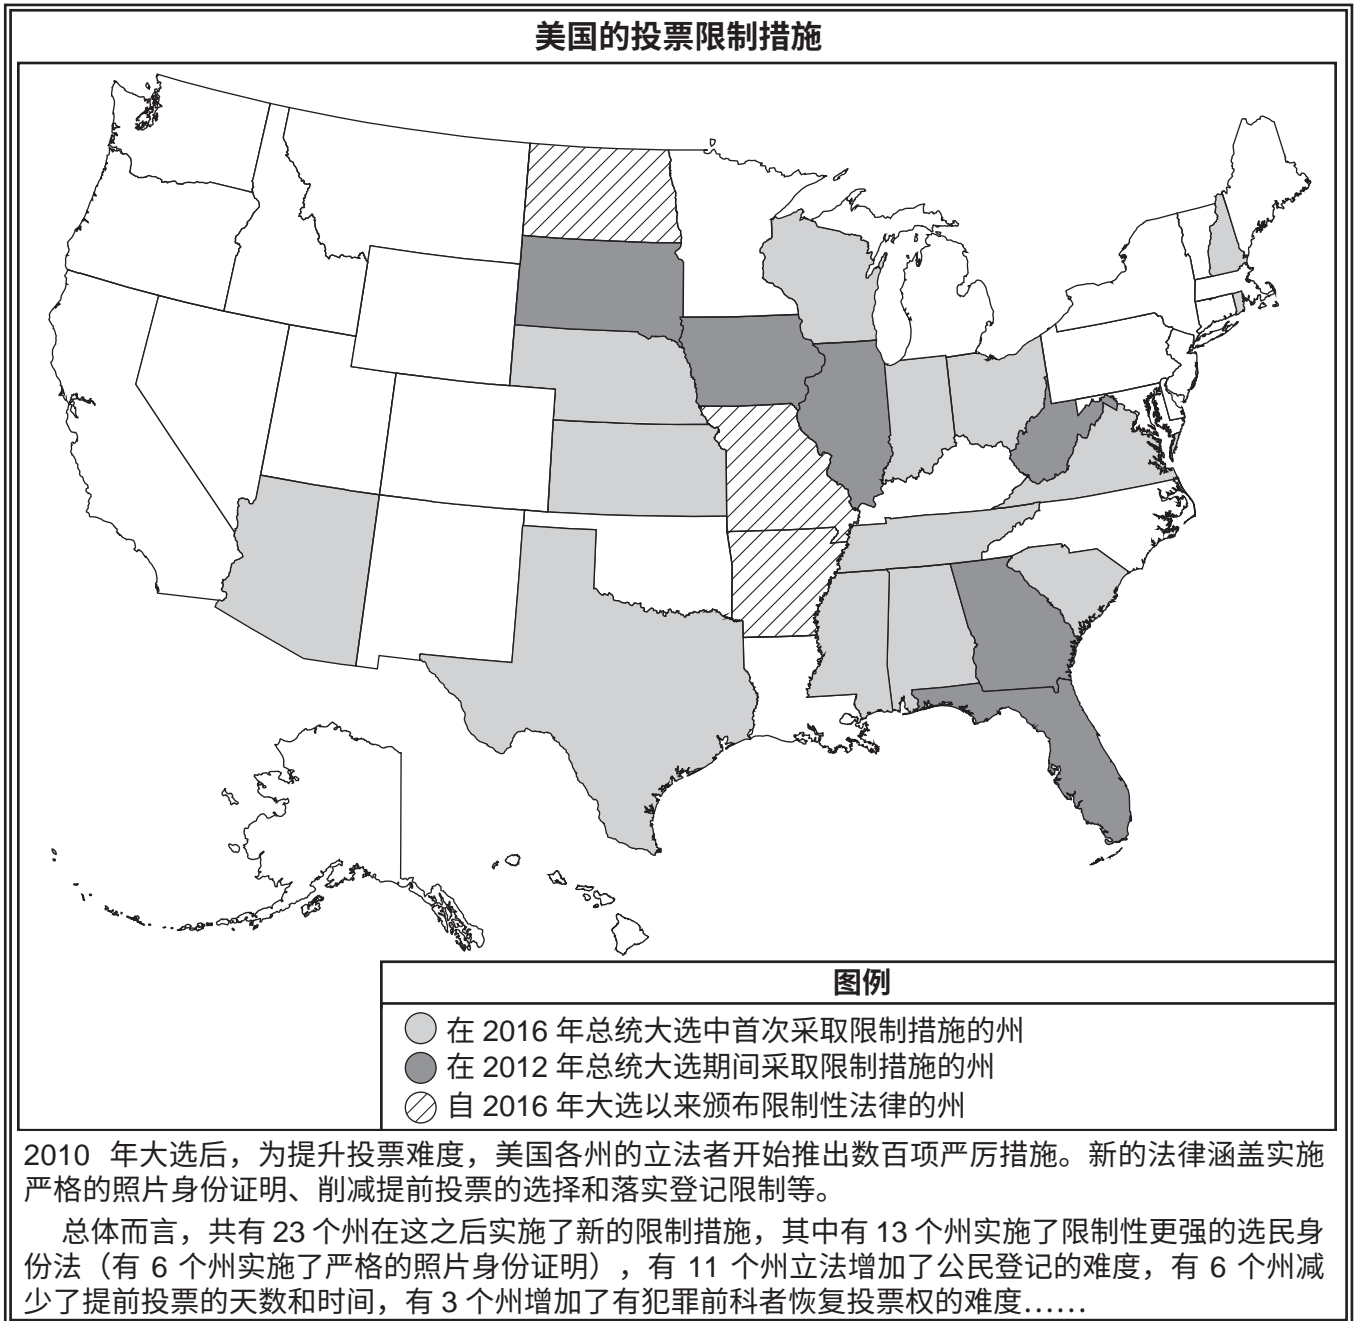 美国的投票限制措施
图例
在 2016 年总统大选中首次采取限制措施的州
在 2012 年总统大选期间采取限制措施的州
自 2016 年大选以来颁布限制性法律的州
2010 年大选后，为提升投票难度，美国各州的立法者开始推出数百项严厉措施。新的法律涵盖实施
严格的照片身份证明、削减提前投票的选择和落实登记限制等。
总体而言，共有 23 个州在这之后实施了新的限制措施，其中有 13 个州实施了限制性更强的选民身
份法（有 6 个州实施了严格的照片身份证明），有 11 个州立法增加了公民登记的难度，有 6 个州减
少了提前投票的天数和时间，有 3 个州增加了有犯罪前科者恢复投票权的难度……